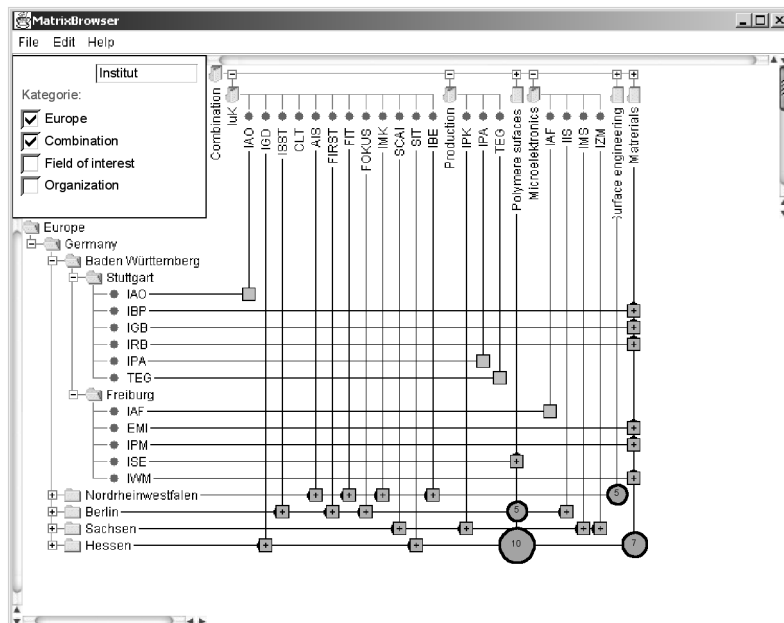 MatrixBrowser
File Edit Help
Institut
Kategorie:
Europe
Combination
Field of interest
Organization
Combination
IuK
IAO
IGD
ISST
CLT
AIS
FIRST
FIT
FOKUS
IMK
SCAI
SIT
IBE
Production
IPK
IPA
TEG
Polymere sufaces
Microelektronics
IAF
IIS
IMS
IZM
Surface engineering
Matrerials
Europe
Germany
Baden Württemberg
Stuttgart
IAO
IBP
IGB
IRB
IPA
TEG
Freiburg
IAF
EMI
IPM
ISE
IWM
Nordrheinwestfalen
5
Berlin
5
Sachsen
Hessen
10
7